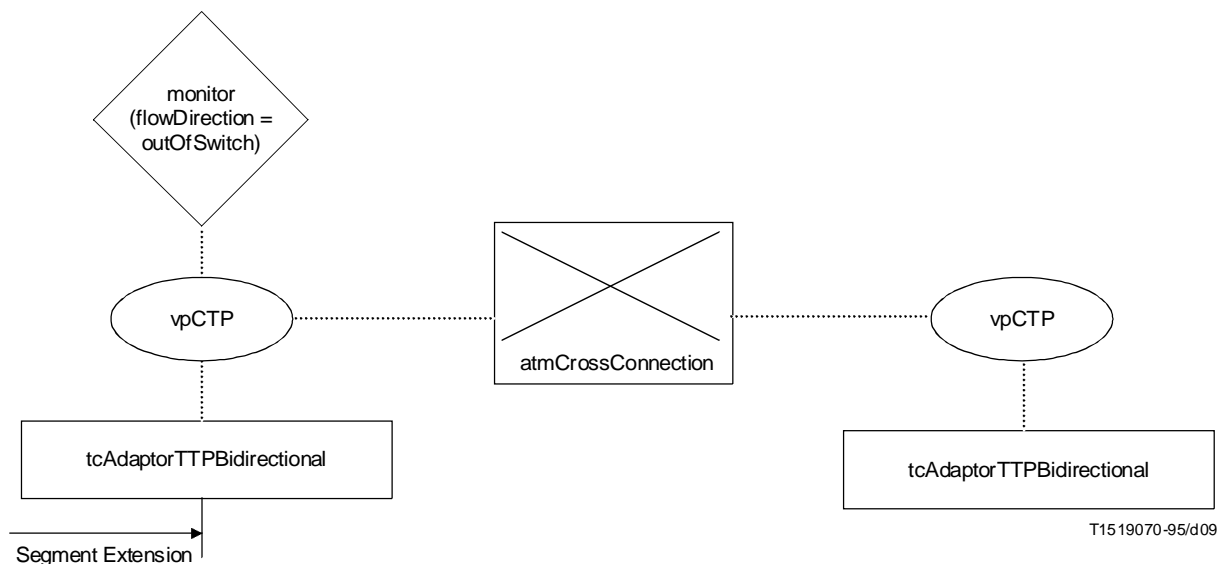 monitor
(flowDirection =
outOfSwitch)
vpCTP
vpCTP
atmCrossConnection
tcAdaptorTTPBidirectional
tcAdaptorTTPBidirectional
T1519070-95/d09
Segment Extension